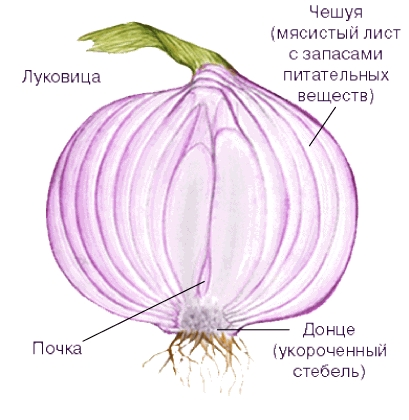 Чешуя
(мясистый лист
с запасами
питательных
веществ)
Луковица
Почка
Донце
(укороченный
стебель)